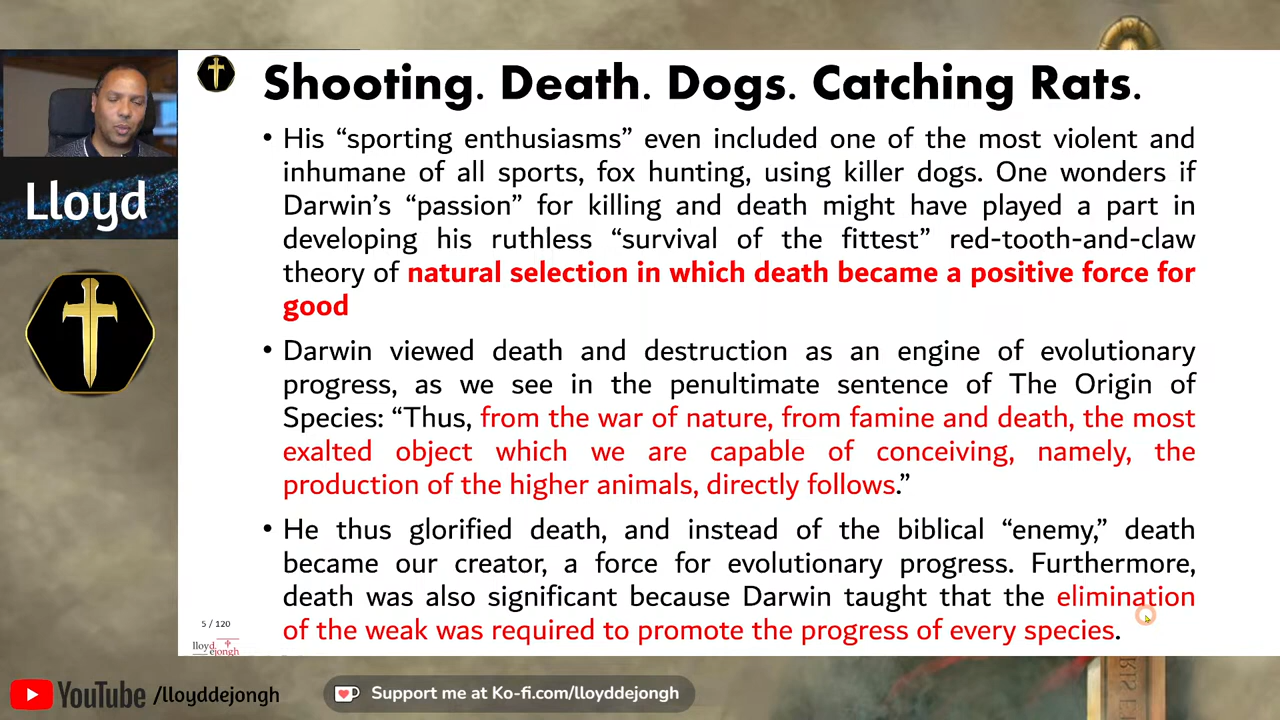 Shooting. Death. Dogs. Catching Rats.
• His “sporting enthusiasms” even included one of the most violent and
inhumane of all sports, fox hunting, using killer dogs. One wonders if
Darwin’s “passion” for killing and death might have played a part in
developing his ruthless “survival of the fittest” red-tooth-and-claw
theory of natural selection in which death became a positive force for
good
• Darwin viewed death and destruction as an engine of evolutionary
progress, as we see in the penultimate sentence of The Origin of
Species: “Thus, from the war of nature, from famine and death, the most
exalted object which we are capable of conceiving, namely, the
production of the higher animals, directly follows.”
• He thus glorified death, and instead of the biblical “enemy,” death
became our creator, a force for evolutionary progress. Furthermore,
death was also significant because Darwin taught that the elimination
of the weak was required to promote the progress of every species.
5 / 120
lloyd
dejongh
Lloyd
YouTube /lloyddejongh
Support me at Ko-fi.com/lloyddejongh